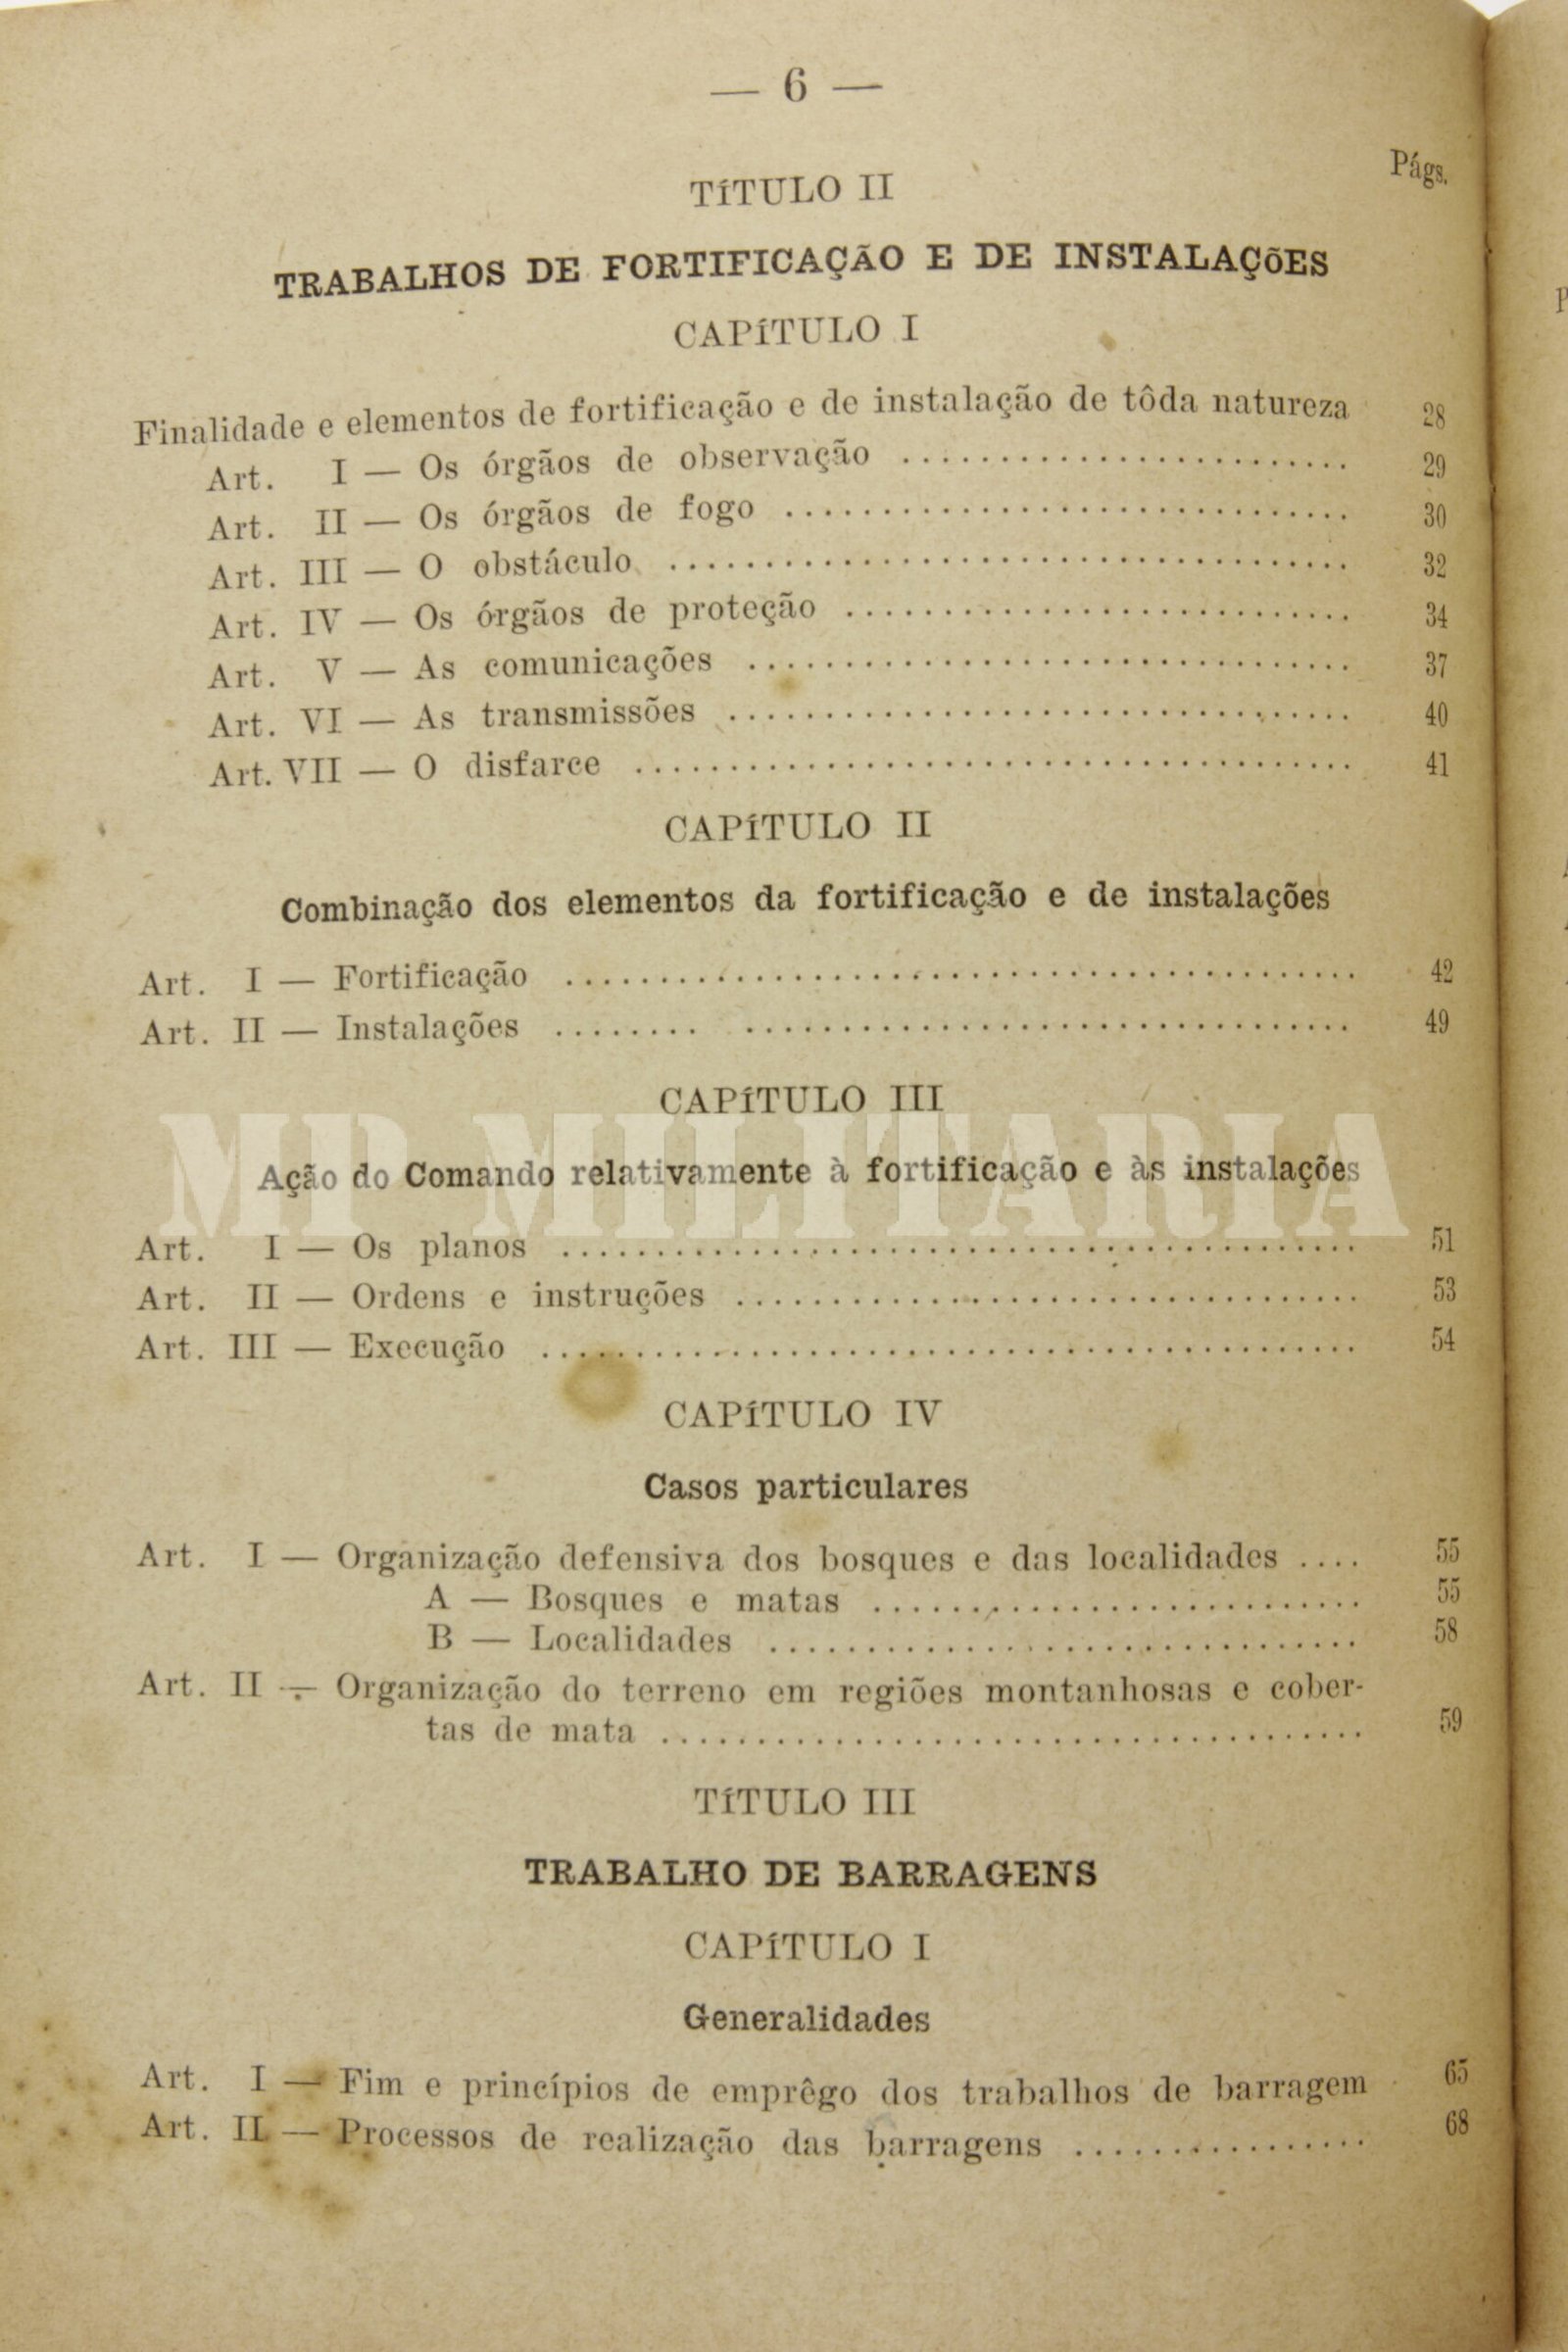 — 6 —
Págs.
TÍTULO II
TRABALHOS DE FORTIFICAÇÃO E DE INSTALAÇÕES
CAPÍTULO I
Finalidade e elementos de fortificação e de instalação de tôda natureza 28
Art. I — Os órgãos de observação ........................ 29
Art. II — Os órgãos de fogo .............................. 30
Art. III — O obstáculo .................................... 32
Art. IV — Os órgãos de proteção ........................... 34
Art. V — As comunicações ................................ 37
Art. VI — As transmissões ................................. 40
Art. VII — O disfarce ...................................... 41
CAPÍTULO II
Combinação dos elementos da fortificação e de instalações
Art. I — Fortificação .......................................... 42
Art. II — Instalações ........ ................................ 49
CAPÍTULO III
MP MILITARIA
Ação do Comando relativamente à fortificação e às instalações
Art. I — Os planos .......................................... 51
Art. II — Ordens e instruções ................................. 53
Art. III — Execução ........................................... 54
CAPÍTULO IV
Casos particulares
Art. I — Organização defensiva dos bosques e das localidades .... 55
A — Bosques e matas .......................... 55
B — Localidades ............................... 58
Art. II — Organização do terreno em regiões montanhosas e cober-
tas de mata ..................................... 59
TÍTULO III
TRABALHO DE BARRAGENS
CAPÍTULO I
Generalidades
Art. I — Fim e princípios de emprêgo dos trabalhos de barragem 65
Art. II — Processos de realização das barragens ................ 68